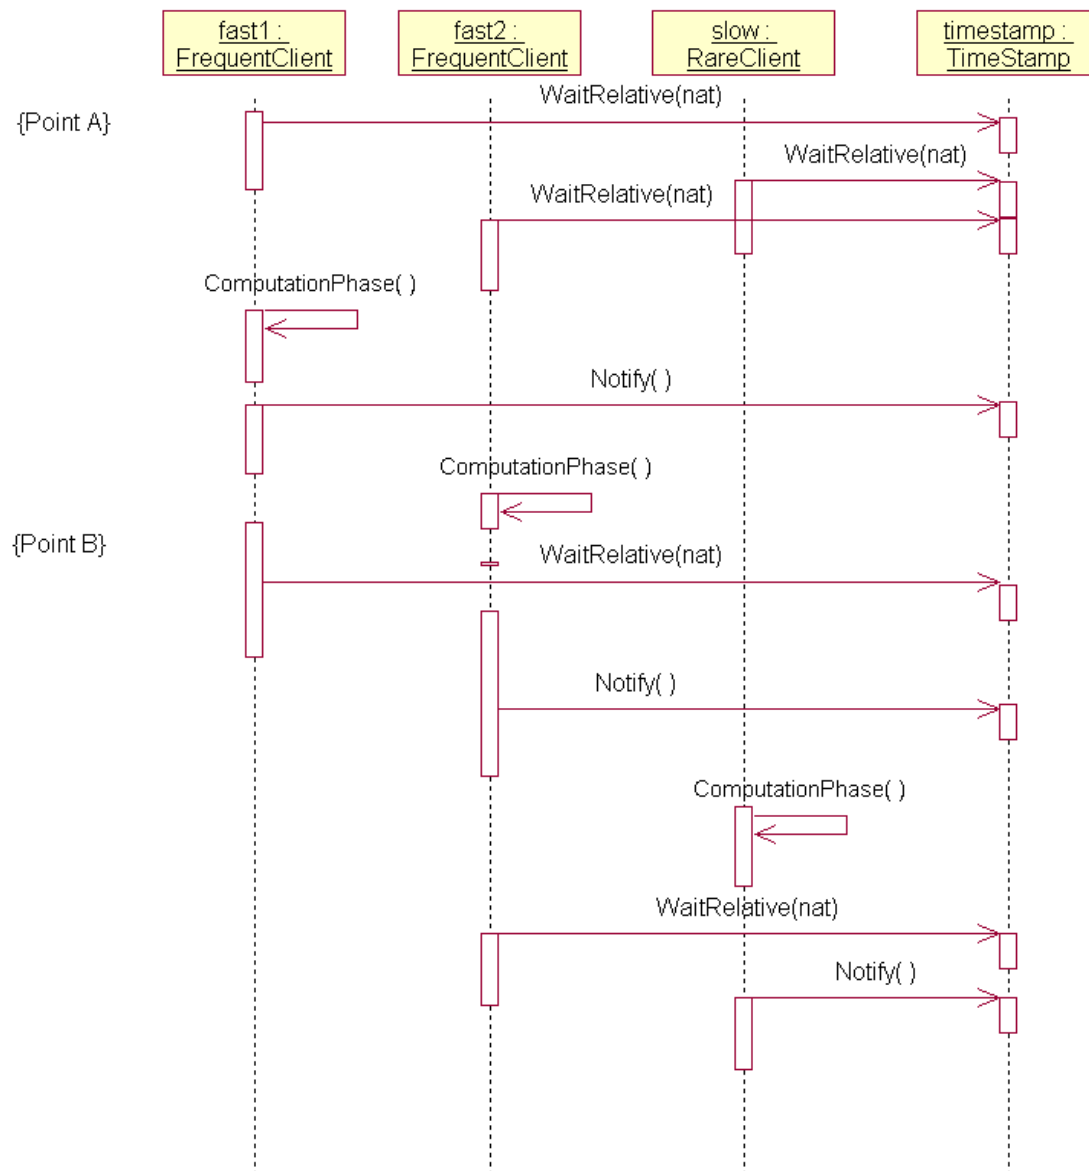 fast1 :
FrequentClient
fast2 :
FrequentClient
slow :
RareClient
timestamp :
TimeStamp
WaitRelative(nat)
{Point A}
WaitRelative(nat)
WaitRelative(nat)
ComputationPhase( )
Notify( )
ComputationPhase( )
{Point B}
WaitRelative(nat)
Notify( )
ComputationPhase( )
WaitRelative(nat)
Notify( )